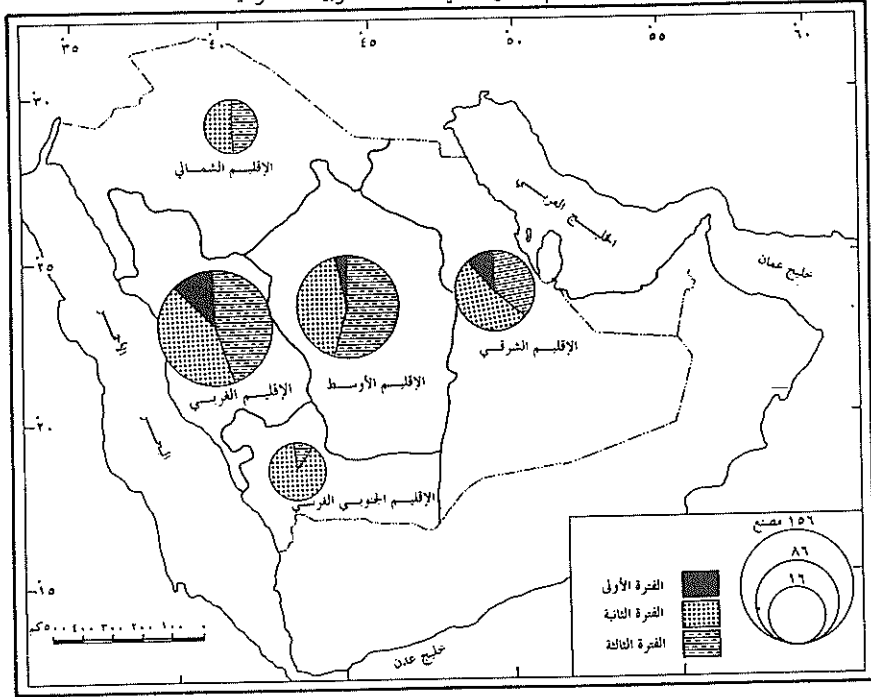 ٣٥ ٤٠ ٤٥ ٥٠ ٥٥ ٦٠
٣٠
الإقليم الشمالي
الخليج العربي
خليج عمان
٢٥
الإقليم الشرقي
الإقليم الأوسط
الإقليم الغربي
٢٠
الإقليم الجنوبي الغربي
١٥٦ مصنع
٨٦
١٦
الفترة الأولى
الفترة الثانية
الفترة الثالثة
١٥
٥٠٠ ٤٠٠ ٣٠٠ ٢٠٠ ١٠٠ ٠
كم
خليج عدن